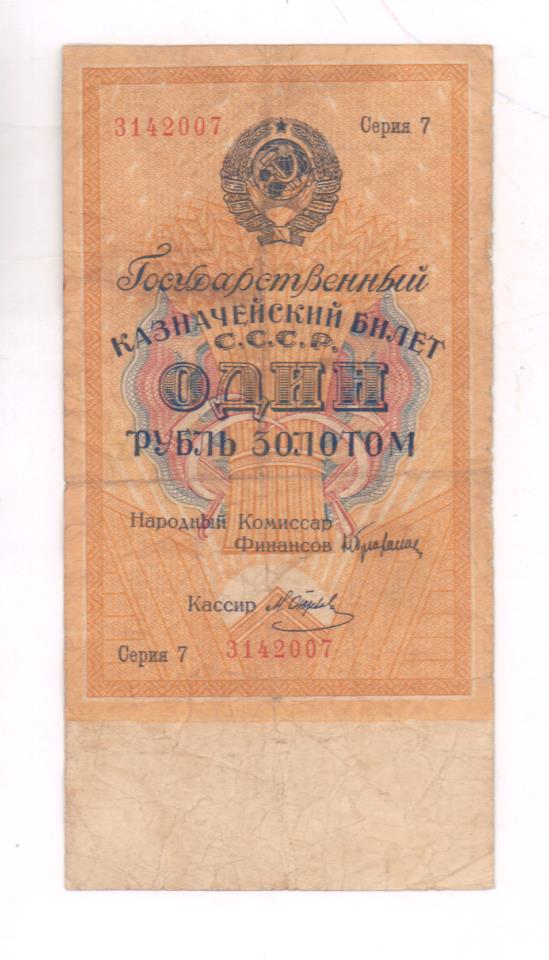 3142007 Серия 7
Государственный
КАЗНАЧЕЙСКИЙ БИЛЕТ
С.С.С.Р.
ОДИН
РУБЛЬ ЗОЛОТОМ
Народный Комиссар
Финансов
Кассир
Серия 7 3142007